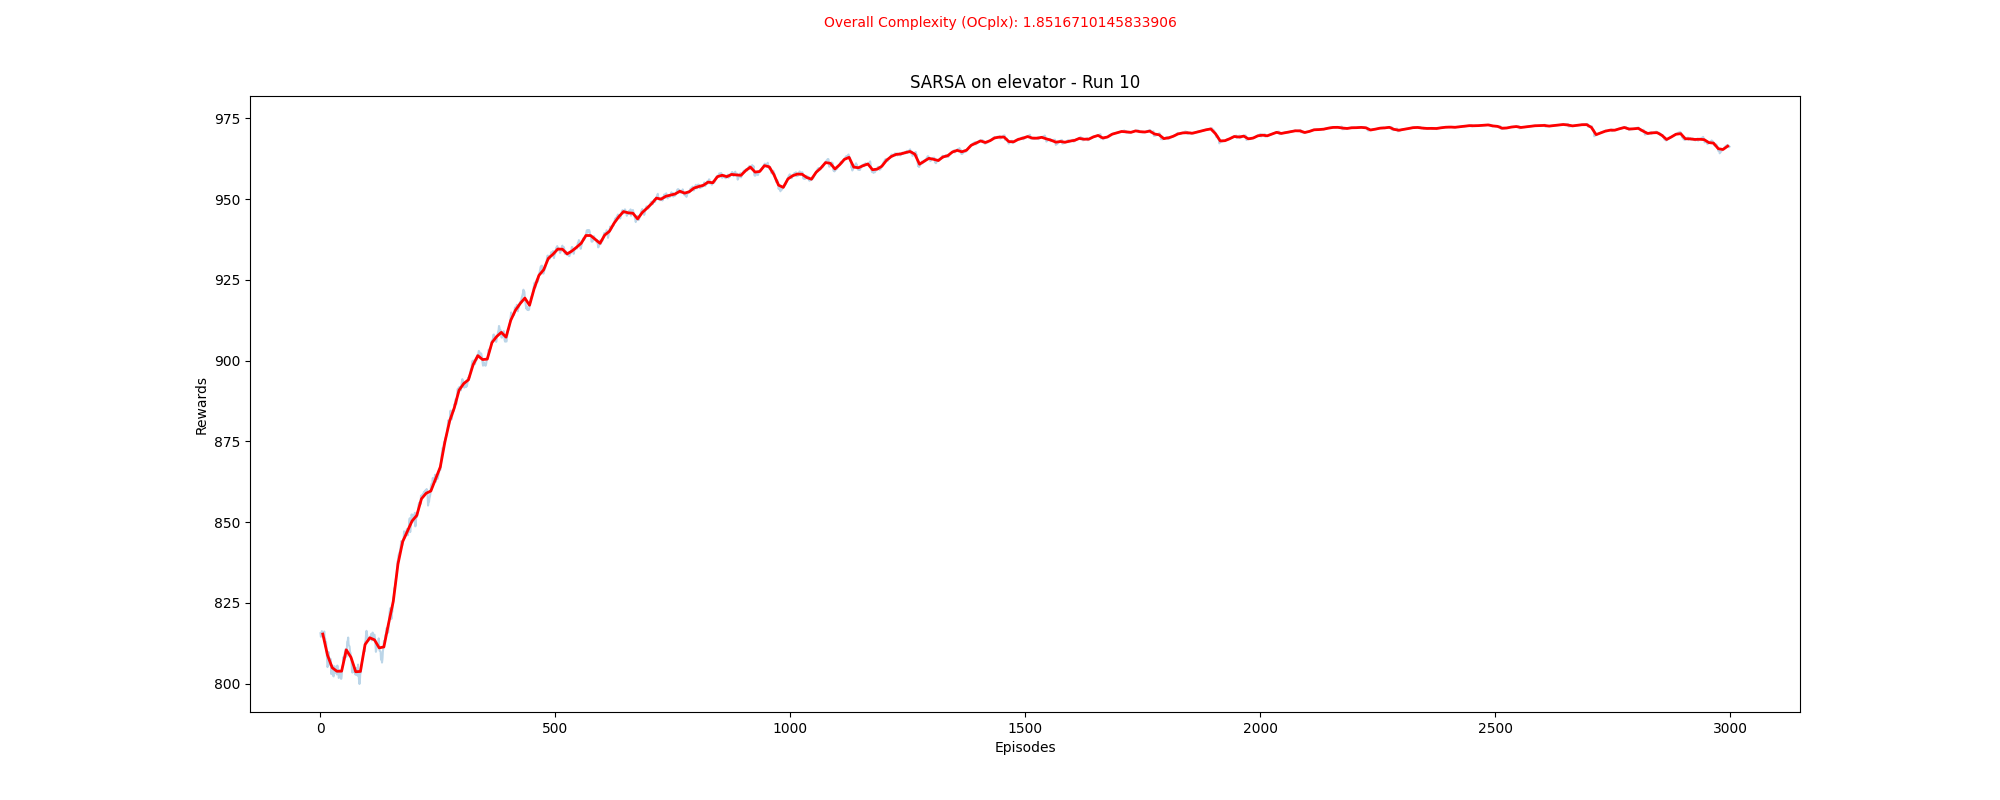 Overall Complexity (OCplx): 1.8516710145833906
SARSA on elevator - Run 10
975
950
925
900
875
850
825
800
Rewards
0 500 1000 1500 2000 2500 3000
Episodes